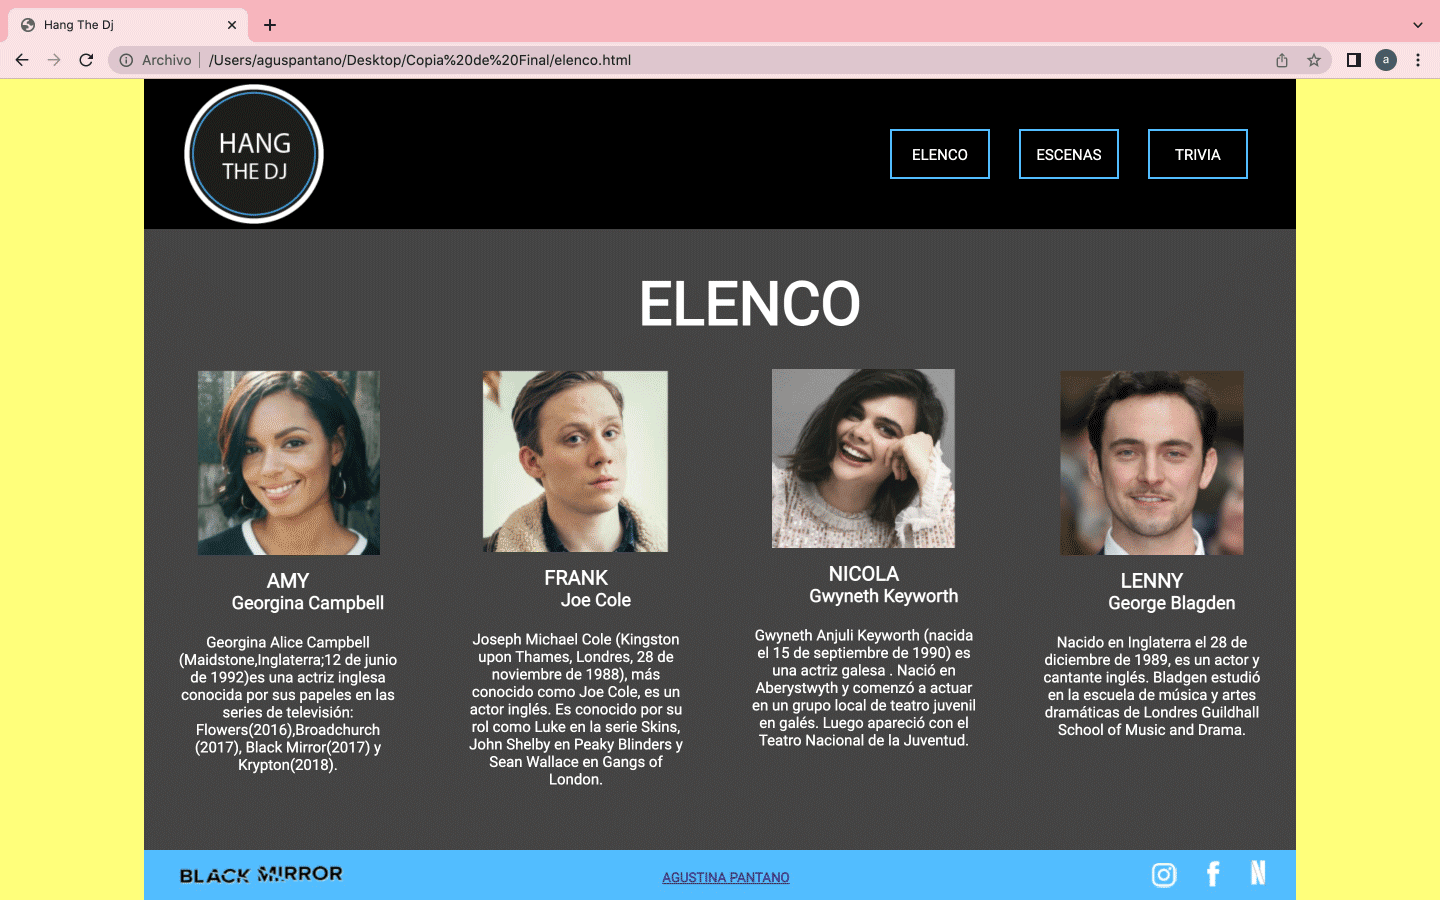 Hang The Dj
Archivo
/Users/aguspantano/Desktop/Copia%20de%20Final/elenco.html
a
HANG
THE DJ
ELENCO
ESCENAS
TRIVIA
ELENCO
AMY
Georgina Campbell
Georgina Alice Campbell
(Maidstone,Inglaterra;12 de junio
de 1992)es una actriz inglesa
conocida por sus papeles en las
series de televisión:
Flowers(2016),Broadchurch
(2017), Black Mirror(2017) y
Krypton(2018).
FRANK
Joe Cole
Joseph Michael Cole (Kingston
upon Thames, Londres, 28 de
noviembre de 1988), más
conocido como Joe Cole, es un
actor inglés. Es conocido por su
rol como Luke en la serie Skins,
John Shelby en Peaky Blinders y
Sean Wallace en Gangs of
London.
NICOLA
Gwyneth Keyworth
Gwyneth Anjuli Keyworth (nacida
el 15 de septiembre de 1990) es
una actriz galesa . Nació en
Aberystwyth y comenzó a actuar
en un grupo local de teatro juvenil
en galés. Luego apareció con el
Teatro Nacional de la Juventud.
LENNY
George Blagden
Nacido en Inglaterra el 28 de
diciembre de 1989, es un actor y
cantante inglés. Bladgen estudió
en la escuela de música y artes
dramáticas de Londres Guildhall
School of Music and Drama.
BLACK MIRROR
AGUSTINA PANTANO
f
N